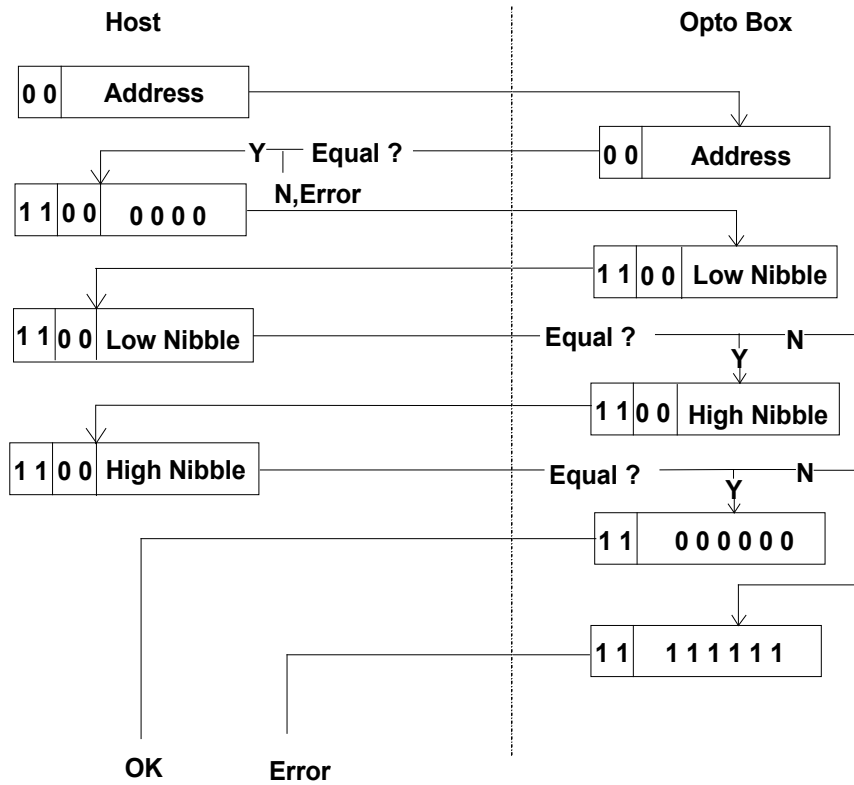 Host Opto Box
0 0 Address
Y Equal ? 0 0 Address
N,Error
1 1 0 0 0 0 0 0
1 1 0 0 Low Nibble
1 1 0 0 Low Nibble Equal ? N
Y
1 1 0 0 High Nibble
1 1 0 0 High Nibble Equal ? N
Y
1 1 0 0 0 0 0 0
1 1 1 1 1 1 1 1
OK Error